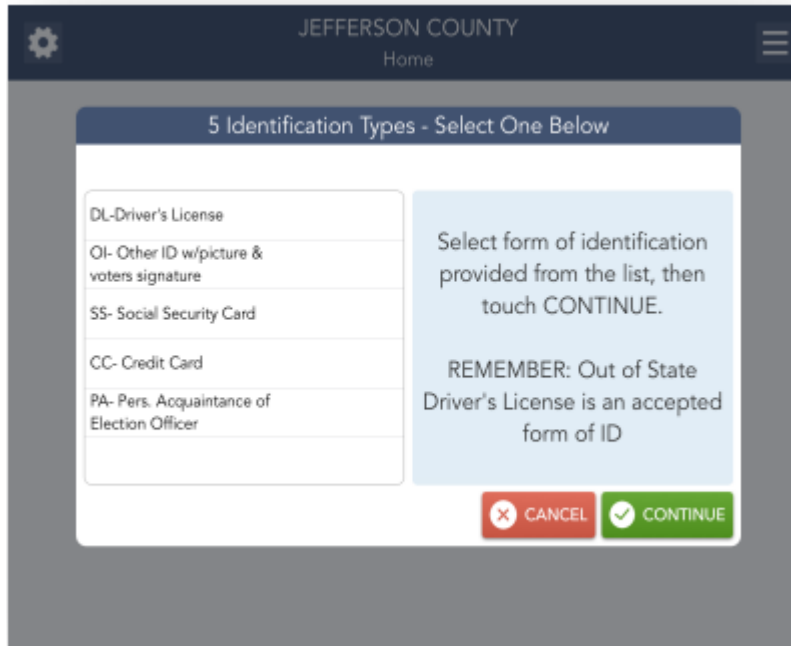 JEFFERSON COUNTY
Home
5 Identification Types - Select One Below
DL-Driver's License
OI- Other ID w/picture &
voters signature
SS- Social Security Card
CC- Credit Card
PA- Pers. Acquaintance of
Election Officer
Select form of identification
provided from the list, then
touch CONTINUE.
REMEMBER: Out of State
Driver's License is an accepted
form of ID
CANCEL
CONTINUE